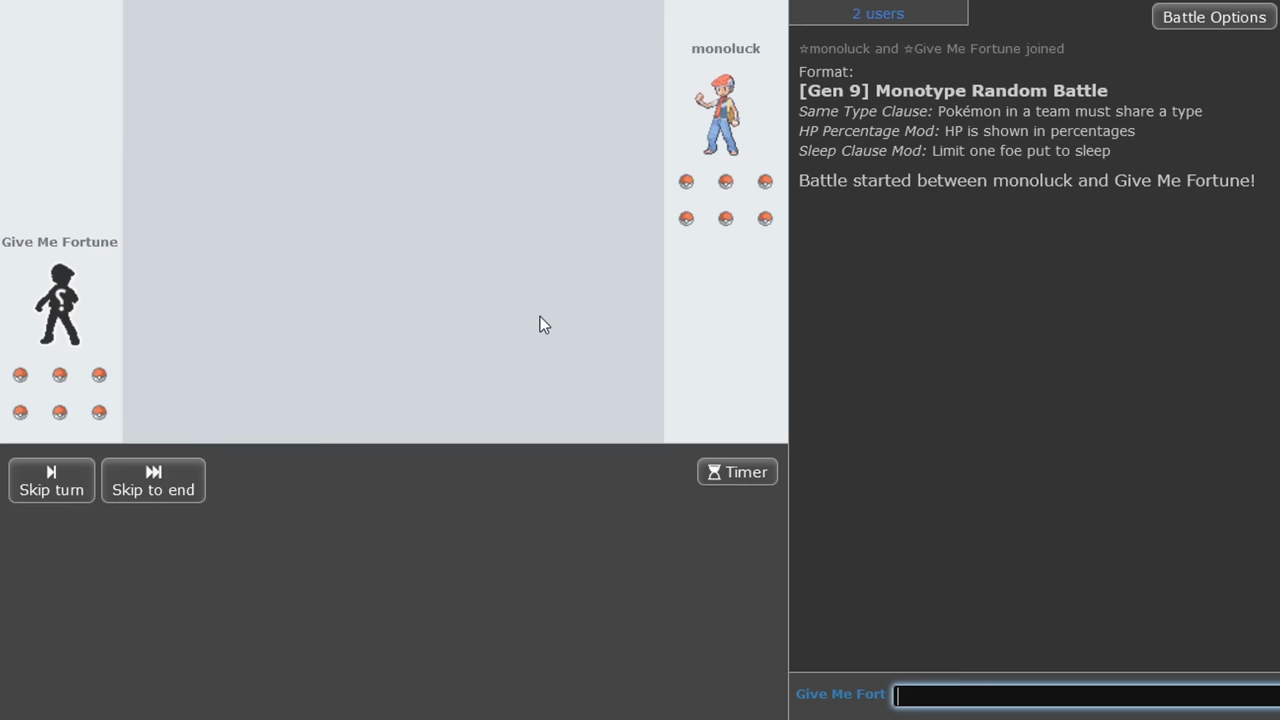 2 users
Battle Options
monoluck
☆monoluck and ☆Give Me Fortune joined
Format:
[Gen 9] Monotype Random Battle
Same Type Clause: Pokémon in a team must share a type
HP Percentage Mod: HP is shown in percentages
Sleep Clause Mod: Limit one foe put to sleep
Battle started between monoluck and Give Me Fortune!
Give Me Fortune
Skip turn
Skip to end
Timer
Give Me Fort